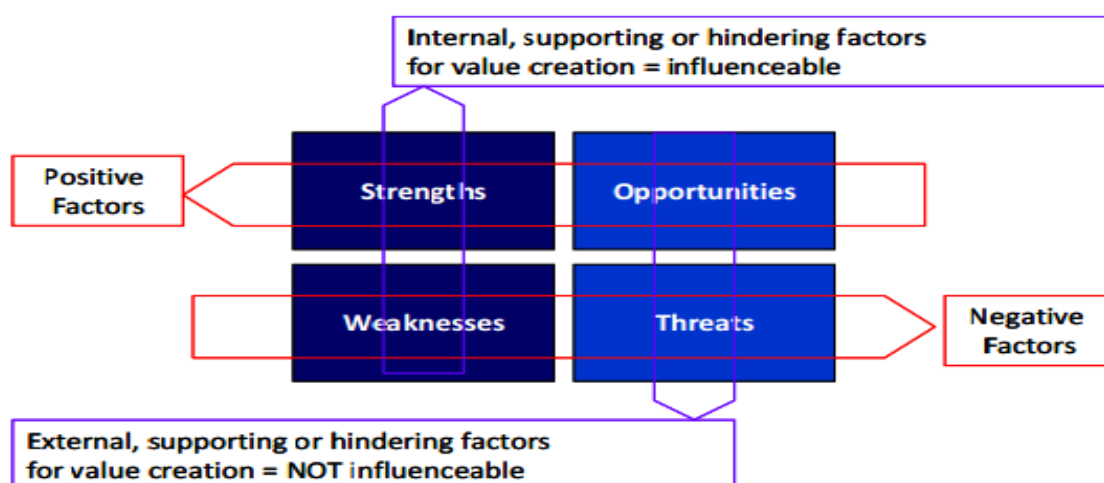 Internal, supporting or hindering factors
for value creation = influenceable
Positive
Factors
Strengths
Opportunities
Weaknesses
Threats
Negative
Factors
External, supporting or hindering factors
for value creation = NOT influenceable